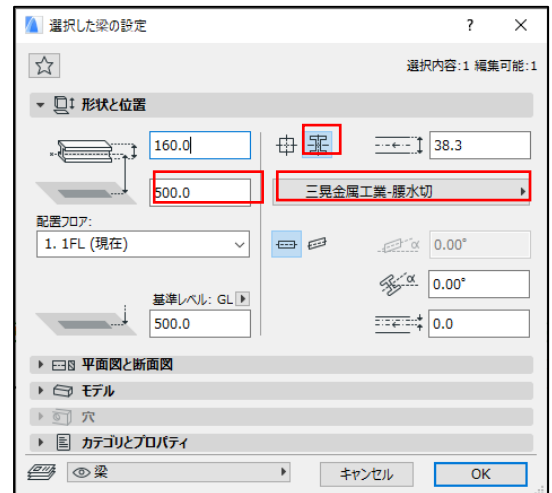 選択した梁の設定 ? ×
選択内容:1 編集可能:1
形状と位置
160.0 38.3
500.0 三晃金属工業-腰水切
配置フロア:
1. 1FL (現在) α 0.00°
α 0.00°
基準レベル: GL
500.0 0.0
平面図と断面図
モデル
穴
カテゴリとプロパティ
梁 キャンセル OK